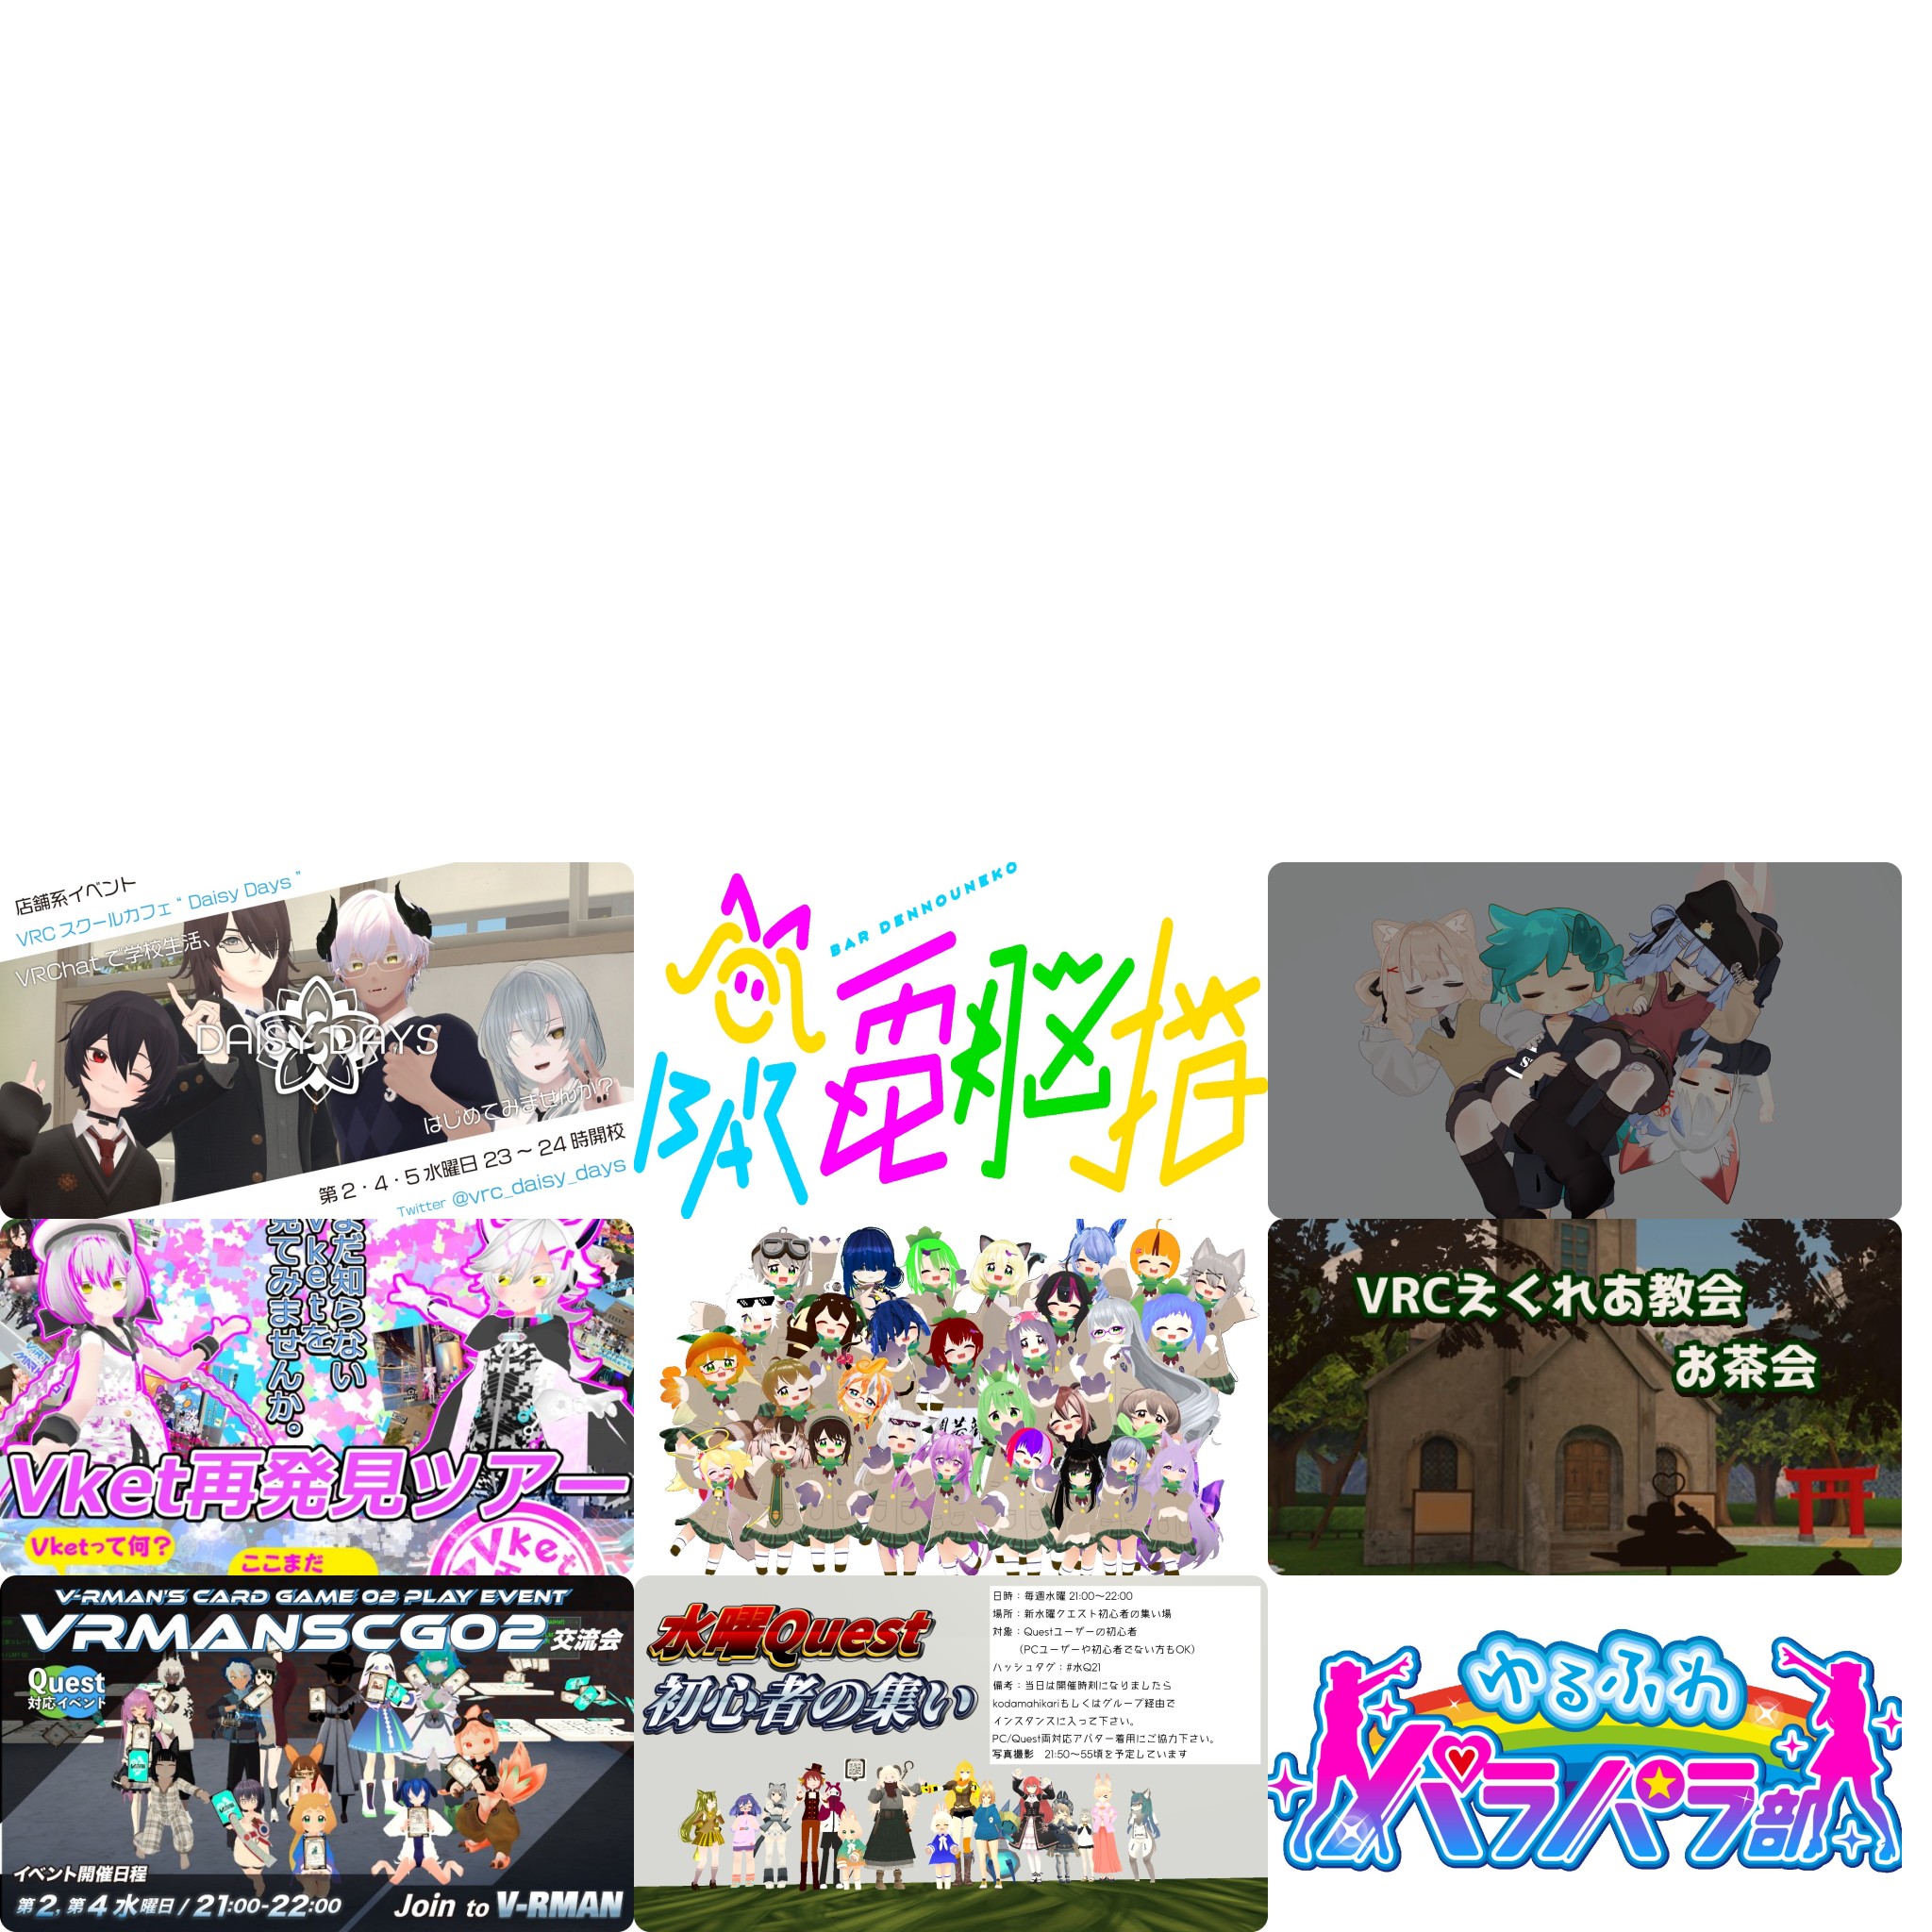 店舗系イベント
VRC スクールカフェ “ Daisy Days ”
VRChat で学校生活、
DAISY DAYS
はじめてみませんか？
第 2・4・5 水曜日 23 ～ 24 時開校
Twitter @vrc_daisy_days
BAR DENNOUNEKO
BAR 電脳猫
まだ知らない
Vketを
見てみませんか。
Vket再発見ツアー
Vketって何？
ここまだ
Vket
VRCえくれあ教会
お茶会
V-RMAN'S CARD GAME 02 PLAY EVENT
VRMANSCG02 交流会
Quest
対応イベント
イベント開催日程
第2, 第4 水曜日 / 21:00-22:00
Join to V-RMAN
水曜Quest
初心者の集い
日時：毎週水曜 21:00～22:00
場所：新水曜クエスト初心者の集い場
対象：Questユーザーの初心者
（PCユーザーや初心者でない方もOK）
ハッシュタグ：#水Q21
備考：当日は開催時刻になりましたら
kodamahikariもしくはグループ経由で
インスタンスに入って下さい。
PC/Quest両対応アバター着用にご協力下さい。
写真撮影　21:50～55頃を予定しています
ゆるふわ
パラパラ部